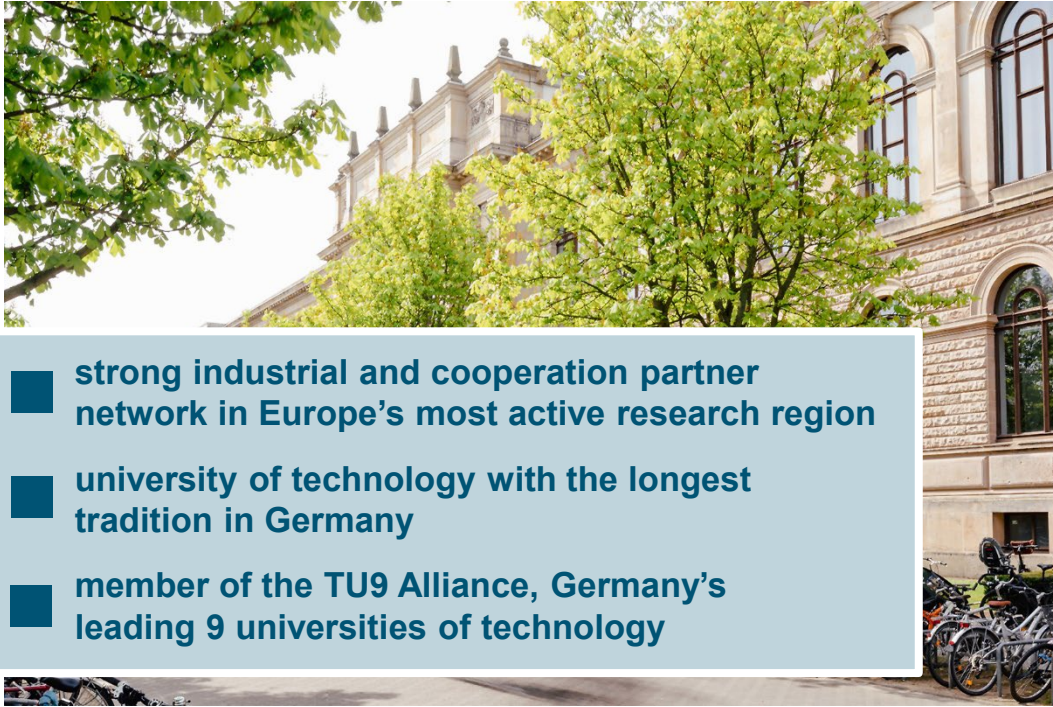 strong industrial and cooperation partner
network in Europe’s most active research region
university of technology with the longest
tradition in Germany
member of the TU9 Alliance, Germany’s
leading 9 universities of technology